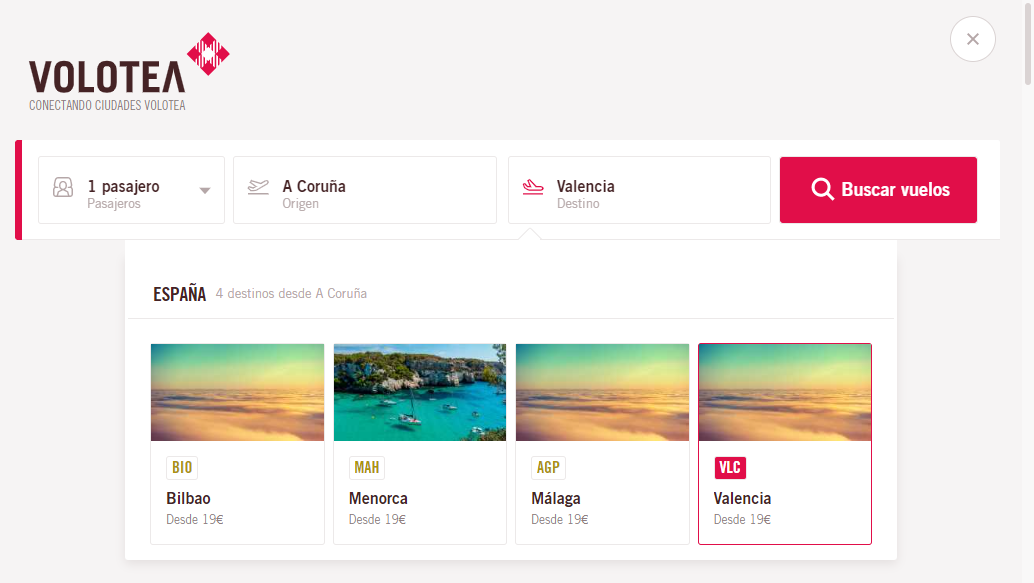 VOLOTEA
CONECTANDO CIUDADES VOLOTEA
1 pasajero
Pasajeros
A Coruña
Origen
Valencia
Destino
Buscar vuelos
ESPAÑA 4 destinos desde A Coruña
BIO
Bilbao
Desde 19€
MAH
Menorca
Desde 19€
AGP
Málaga
Desde 19€
VLC
Valencia
Desde 19€